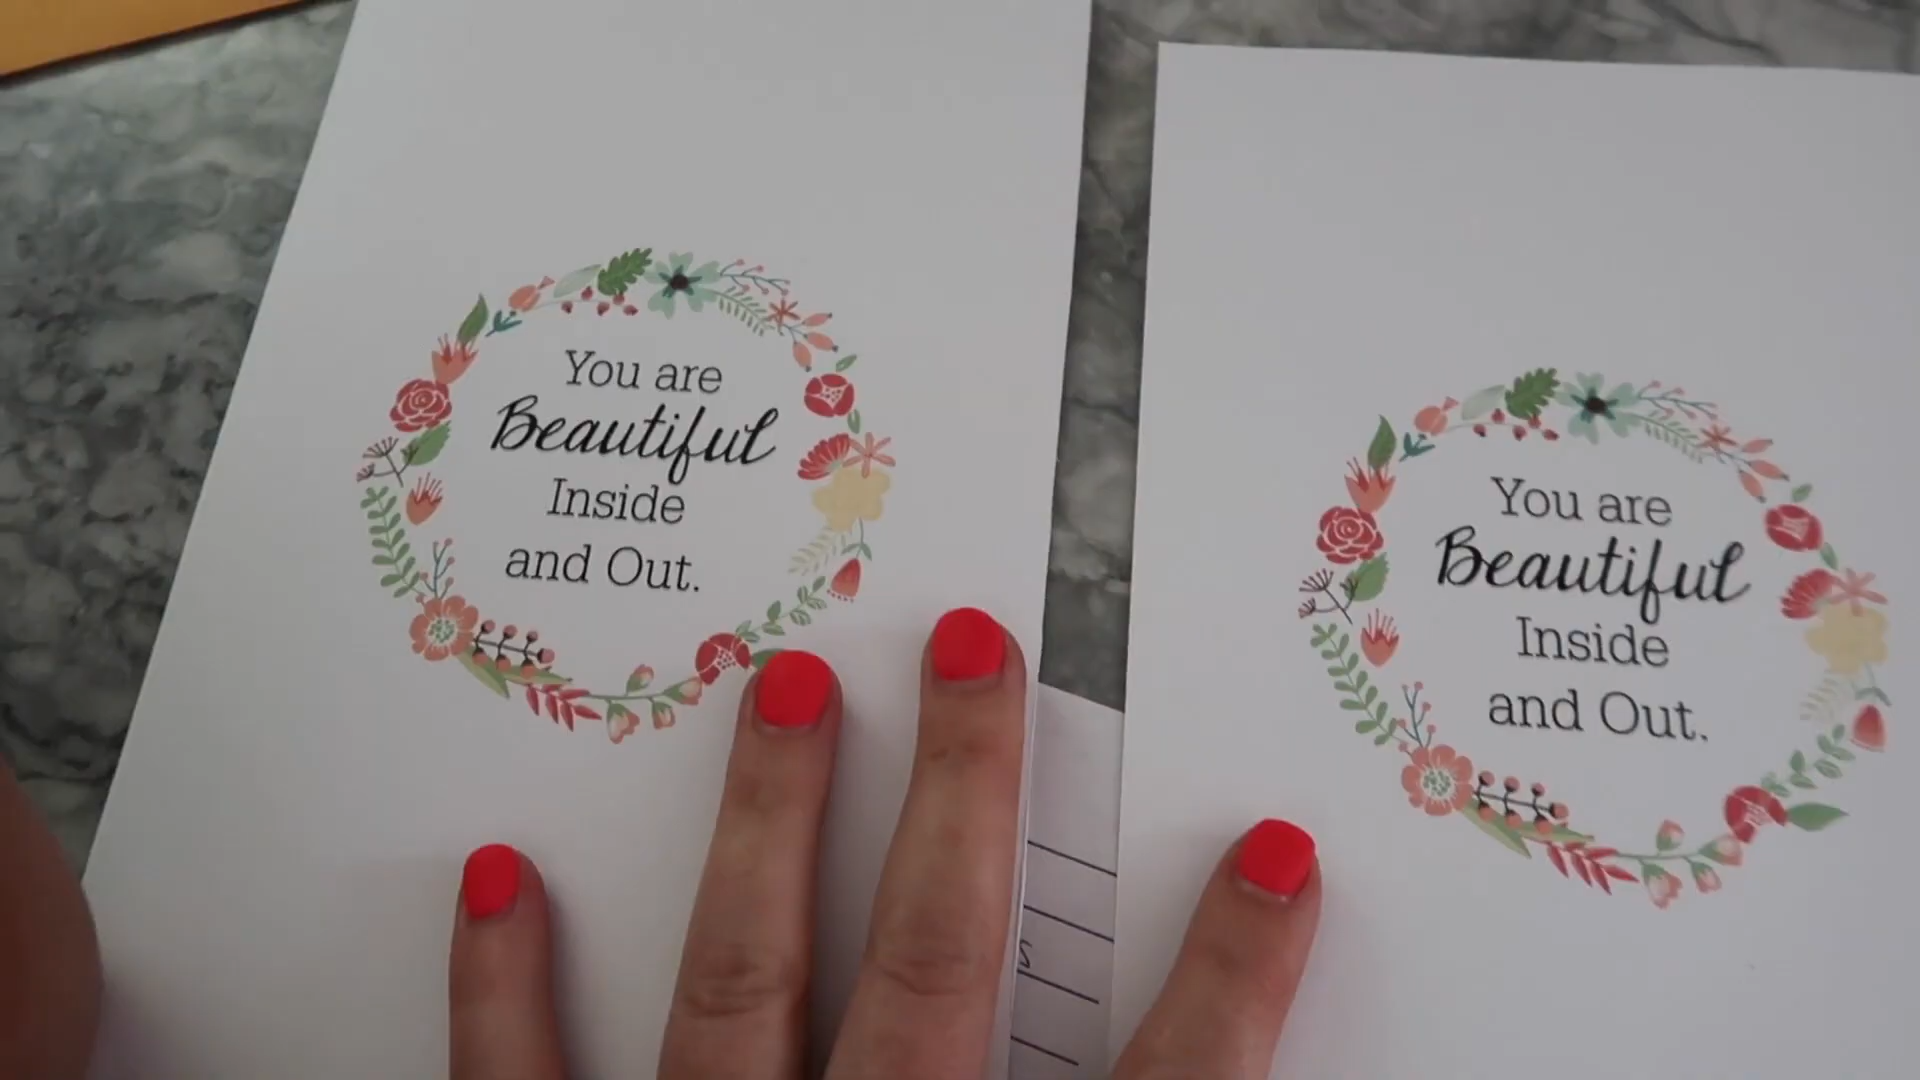 You are
Beautiful
Inside
and Out.
You are
Beautiful
Inside
and Out.
s